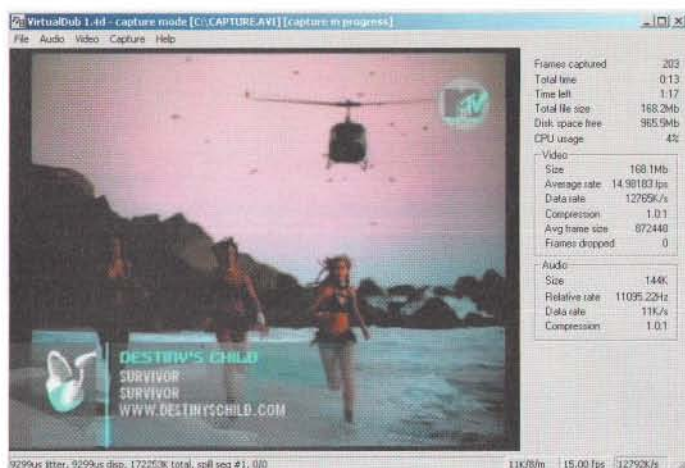 VirtualDub 1.4d - capture mode [C:\CAPTURE.AVI] [capture in progress]
File Audio Video Capture Help
MTV
DESTINY'S CHILD
SURVIVOR
SURVIVOR
WWW.DESTINYSCHILD.COM
Frames captured 203
Total time 0:13
Time left 1:17
Total file size 168.2Mb
Disk space free 965.5Mb
CPU usage 4%
Video
Size 168.1Mb
Average rate 14.98183 fps
Data rate 12765K/s
Compression 1.0:1
Avg frame size 872448
Frames dropped 0
Audio
Size 144K
Relative rate 11095.22Hz
Data rate 11K/s
Compression 1.0:1
9299us jitter, 9299us disp, 172253K total, spill seg #1, 0/0
11K/8/m 15.00 fps 12792K/s